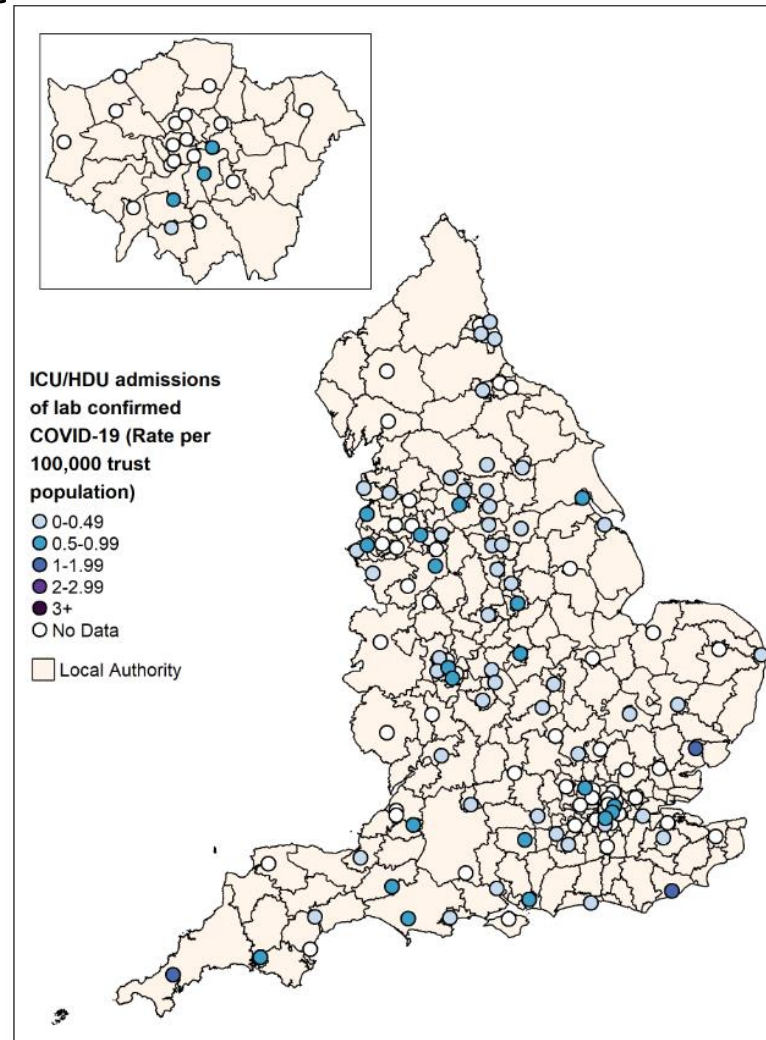 ICU/HDU admissions
of lab confirmed
COVID-19 (Rate per
100,000 trust
population)
0-0.49
0.5-0.99
1-1.99
2-2.99
3+
No Data
Local Authority